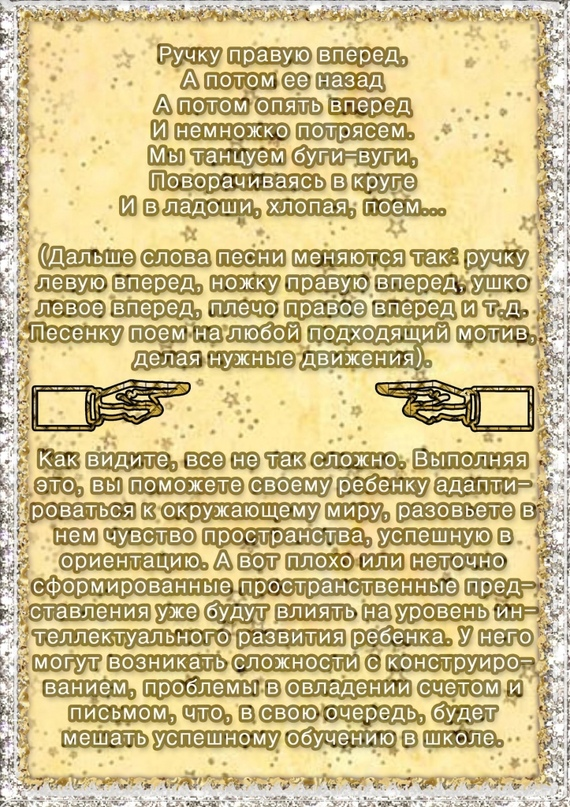 Ручку правую вперед,
А потом ее назад
А потом опять вперед
И немножко потрясем.
Мы танцуем буги-вуги,
Поворачиваясь в круге
И в ладоши, хлопая, поем...
(Дальше слова песни меняются так: ручку
левую вперед, ножку правую вперед, ушко
левое вперед, плечо правое вперед и т.д.
Песенку поем на любой подходящий мотив,
делая нужные движения).
Как видите, все не так сложно. Выполняя
это, вы поможете своему ребенку адапти-
роваться к окружающему миру, разовьете в
нем чувство пространства, успешную в
ориентацию. А вот плохо или неточно
сформированные пространственные пред-
ставления уже будут влиять на уровень ин-
теллектуального развития ребенка. У него
могут возникать сложности с конструиро-
ванием, проблемы в овладении счетом и
письмом, что, в свою очередь, будет
мешать успешному обучению в школе.